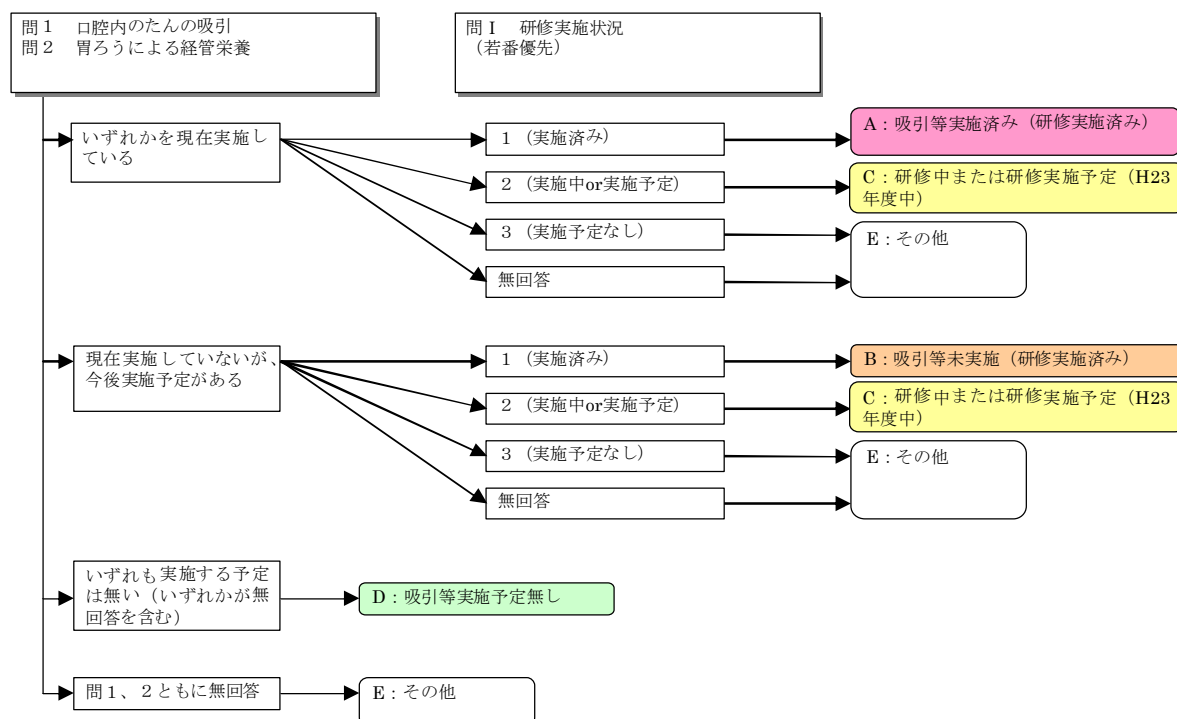 問１　口腔内のたんの吸引
問２　胃ろうによる経管栄養
問Ⅰ　研修実施状況
（若番優先）
いずれかを現在実施し
ている
１（実施済み）
A：吸引等実施済み（研修実施済み）
２（実施中or実施予定）
C：研修中または研修実施予定（H23
年度中）
３（実施予定なし）
E：その他
無回答
現在実施していないが、
今後実施予定がある
１（実施済み）
B：吸引等未実施（研修実施済み）
２（実施中or実施予定）
C：研修中または研修実施予定（H23
年度中）
３（実施予定なし）
E：その他
無回答
いずれも実施する予定
は無い（いずれかが無
回答を含む）
D：吸引等実施予定無し
問１、２ともに無回答
E：その他